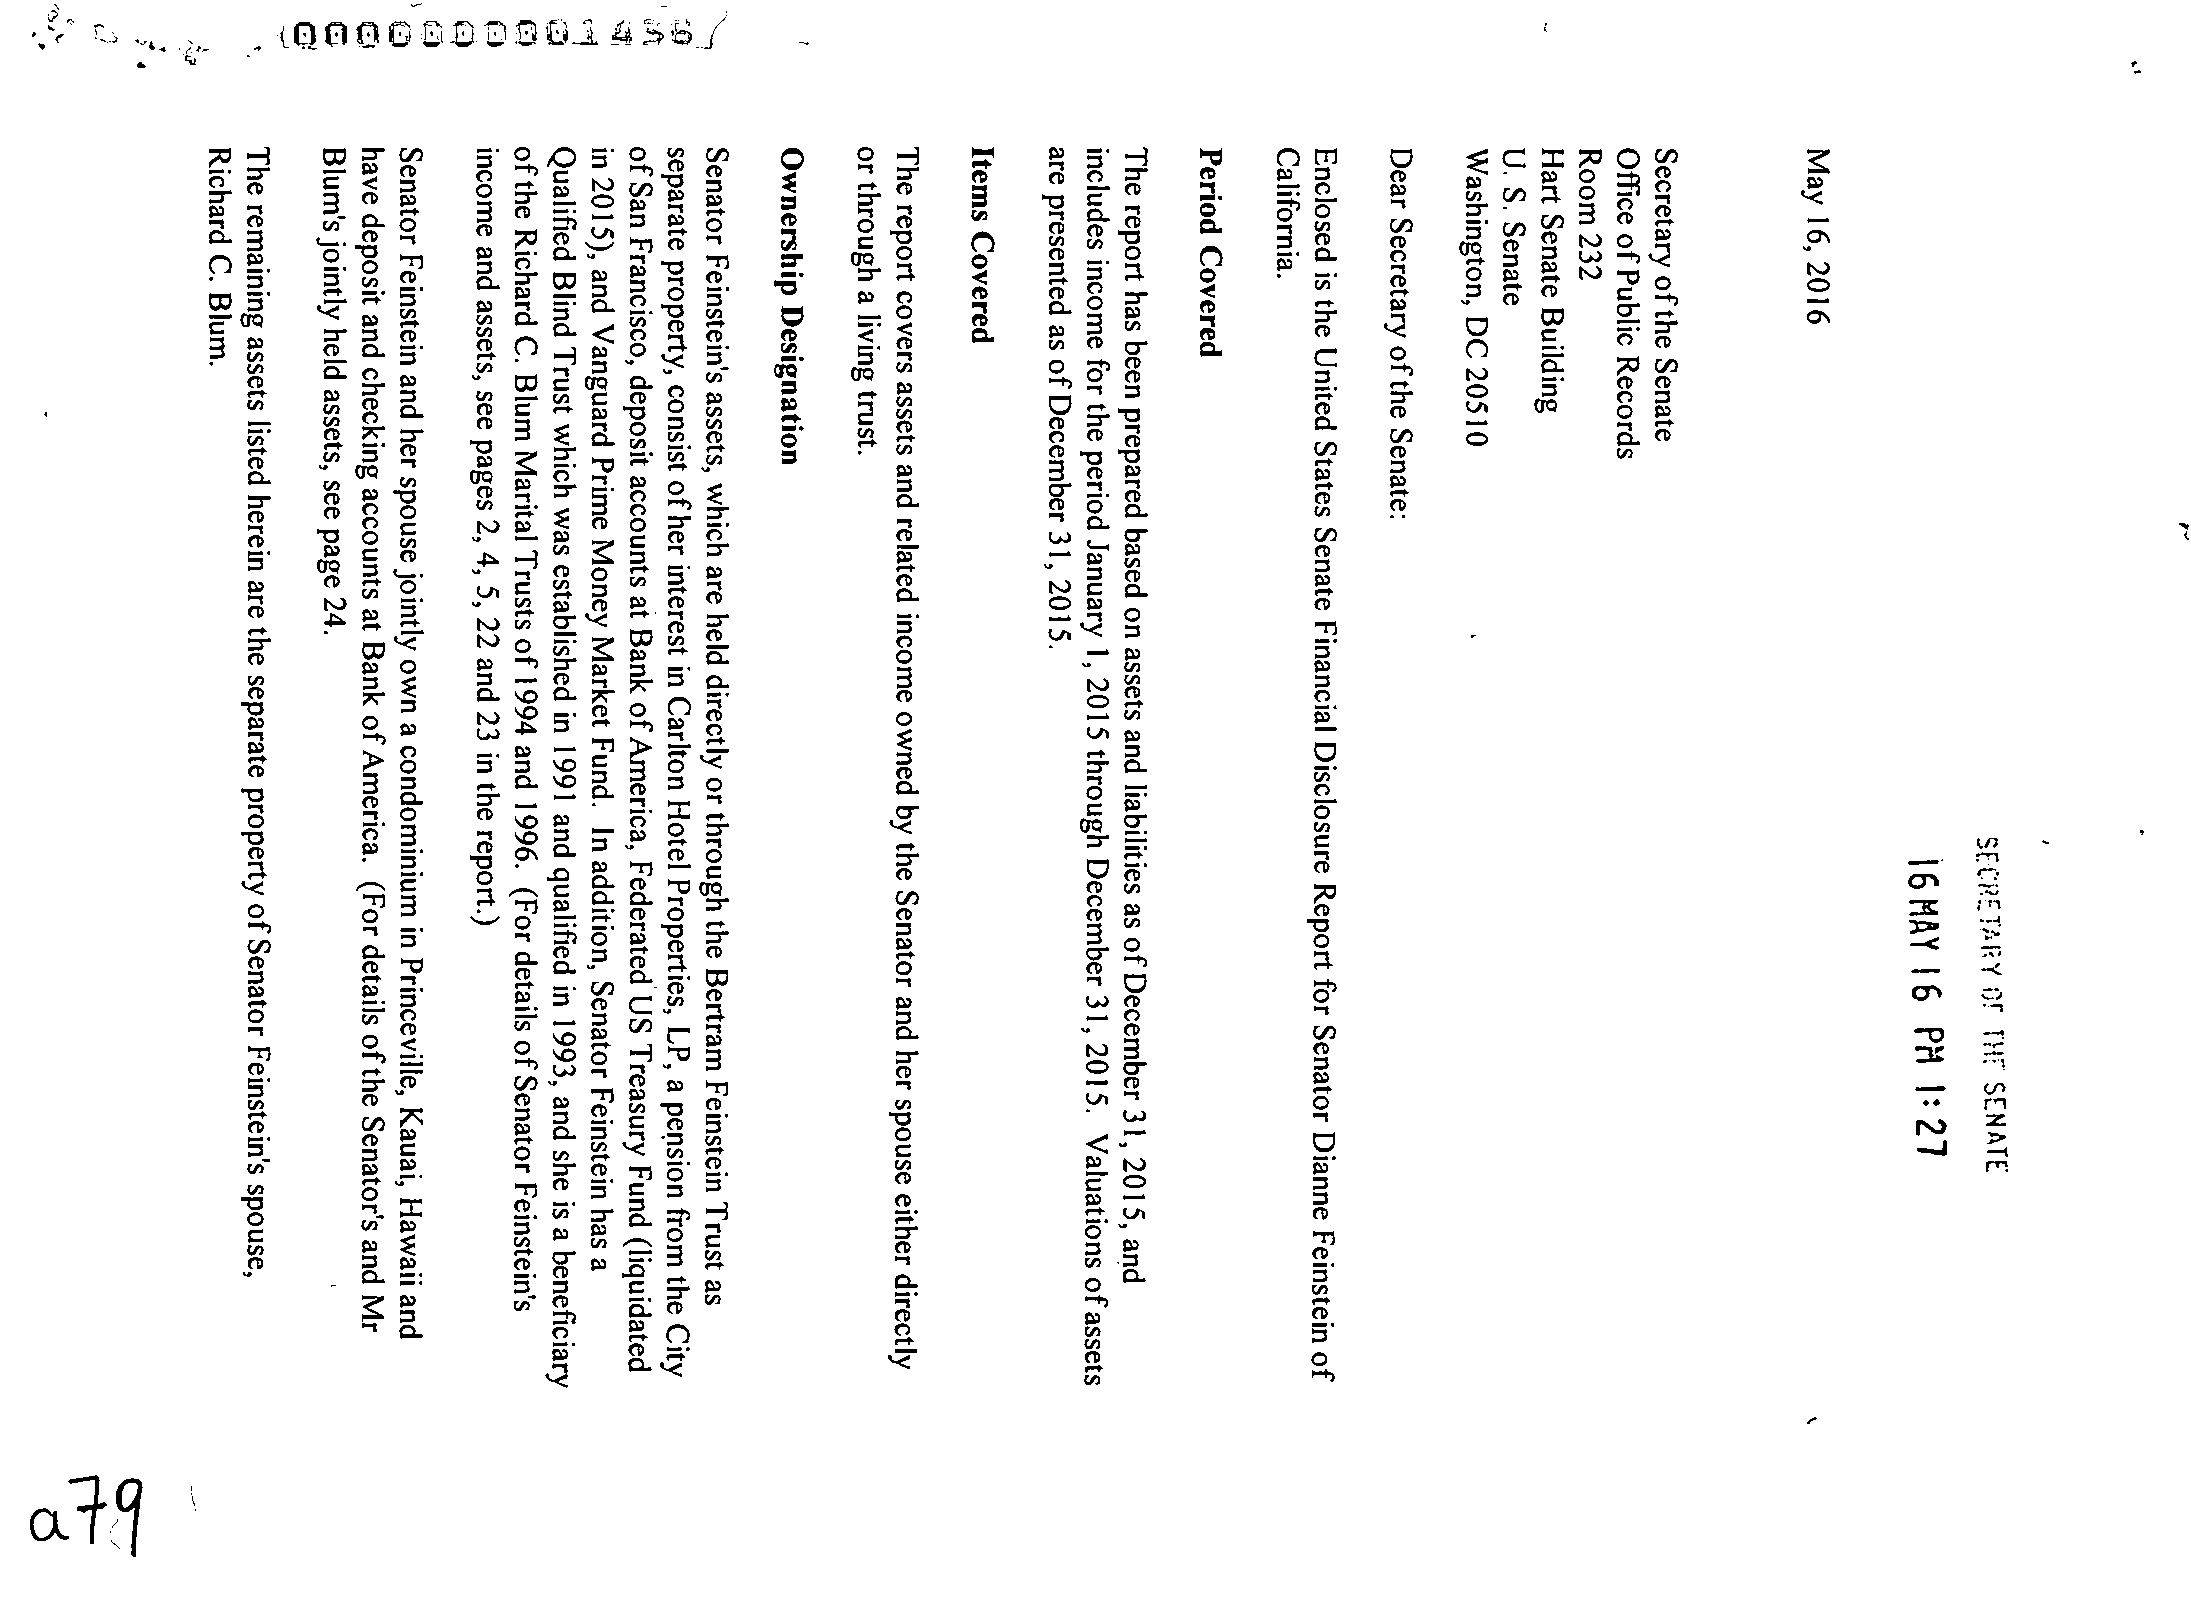 SECRETARY OF THE SENATE
16 MAY 16 PM 1:27
May 16, 2016
Secretary of the Senate
Office of Public Records
Room 232
Hart Senate Building
U. S. Senate
Washington, DC 20510
Dear Secretary of the Senate:
Enclosed is the United States Senate Financial Disclosure Report for Senator Dianne Feinstein of
California.
Period Covered
The report has been prepared based on assets and liabilities as of December 31, 2015, and
includes income for the period January 1, 2015 through December 31, 2015. Valuations of assets
are presented as of December 31, 2015.
Items Covered
The report covers assets and related income owned by the Senator and her spouse either directly
or through a living trust.
Ownership Designation
Senator Feinstein's assets, which are held directly or through the Bertram Feinstein Trust as
separate property, consist of her interest in Carlton Hotel Properties, LP, a pension from the City
of San Francisco, deposit accounts at Bank of America, Federated US Treasury Fund (liquidated
in 2015), and Vanguard Prime Money Market Fund. In addition, Senator Feinstein has a
Qualified Blind Trust which was established in 1991 and qualified in 1993, and she is a beneficiary
of the Richard C. Blum Marital Trusts of 1994 and 1996. (For details of Senator Feinstein's
income and assets, see pages 2, 4, 5, 22 and 23 in the report.)
Senator Feinstein and her spouse jointly own a condominium in Princeville, Kauai, Hawaii and
have deposit and checking accounts at Bank of America. (For details of the Senator's and Mr
Blum's jointly held assets, see page 24.
The remaining assets listed herein are the separate property of Senator Feinstein's spouse,
Richard C. Blum.
a79